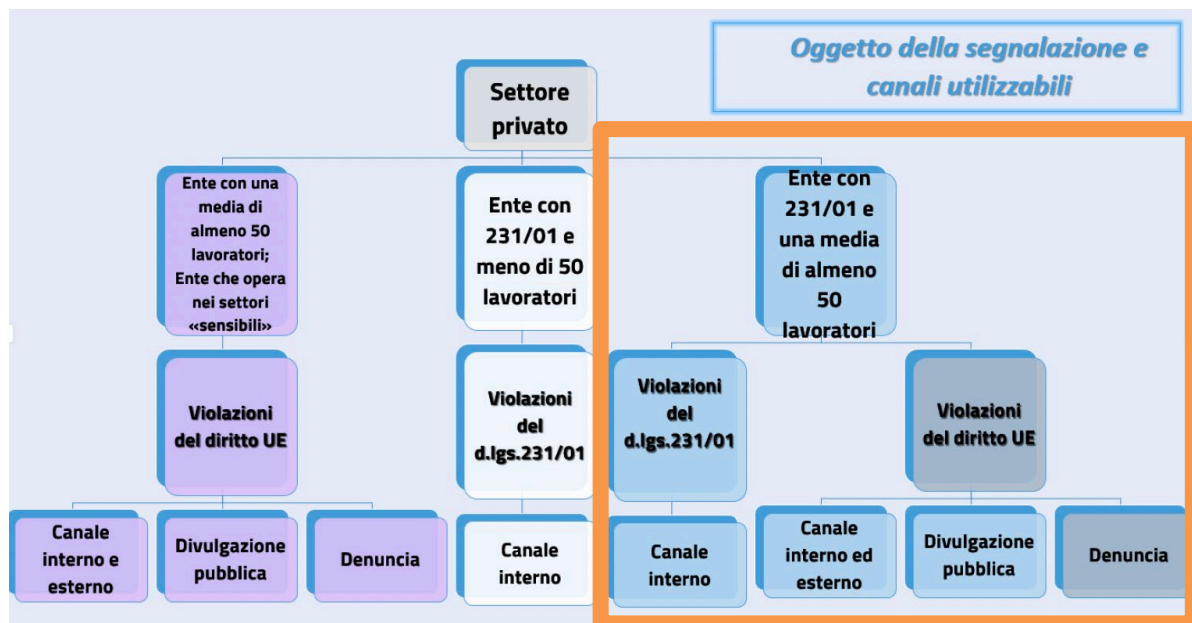 Oggetto della segnalazione e
canali utilizzabili
Settore
privato
Ente con una
media di
almeno 50
lavoratori;
Ente che opera
nei settori
«sensibili»
Ente con
231/01 e
meno di 50
lavoratori
Ente con
231/01 e
una media
di almeno
50
lavoratori
Violazioni
del diritto UE
Violazioni
del
d.lgs.231/01
Violazioni
del
d.lgs.231/01
Violazioni
del diritto UE
Canale
interno e
esterno
Divulgazione
pubblica
Denuncia
Canale
interno
Canale
interno
Canale
interno ed
esterno
Divulgazione
pubblica
Denuncia